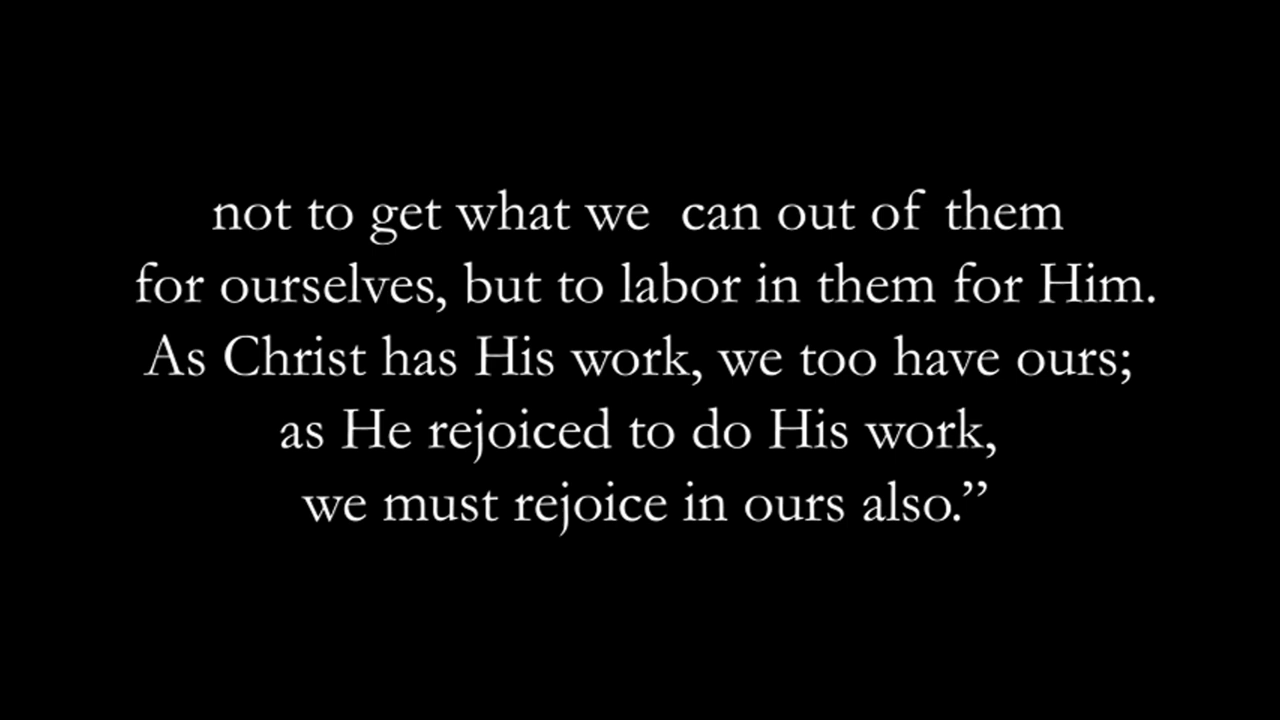 not to get what we  can out of them
for ourselves, but to labor in them for Him.
As Christ has His work, we too have ours;
as He rejoiced to do His work,
we must rejoice in ours also.”